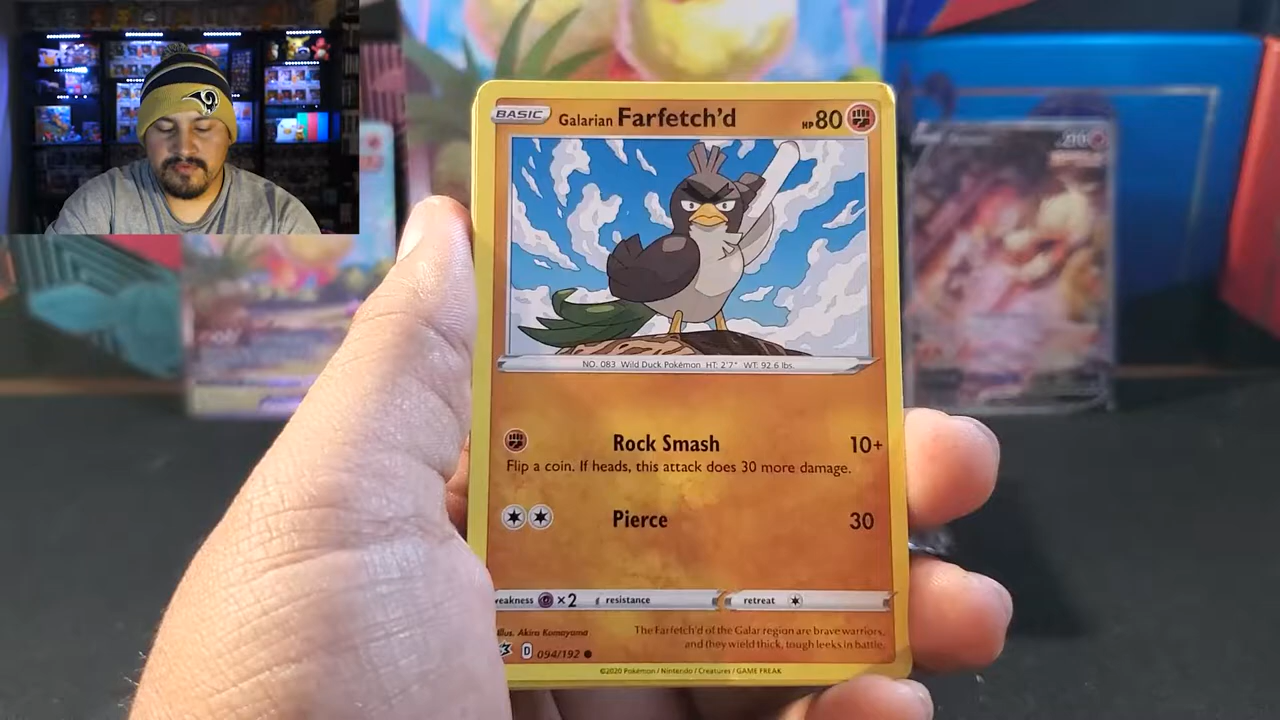 BASIC Galarian Farfetch'd HP 80
NO. 083 Wild Duck Pokémon HT: 2'7" WT: 92.6 lbs.
Rock Smash 10+
Flip a coin. If heads, this attack does 30 more damage.
Pierce 30
weakness ×2 resistance retreat
Illus. Akira Komayama
The Farfetch'd of the Galar region are brave warriors,
and they wield thick, tough leeks in battle.
D 094/192
©2020 Pokémon / Nintendo / Creatures / GAME FREAK